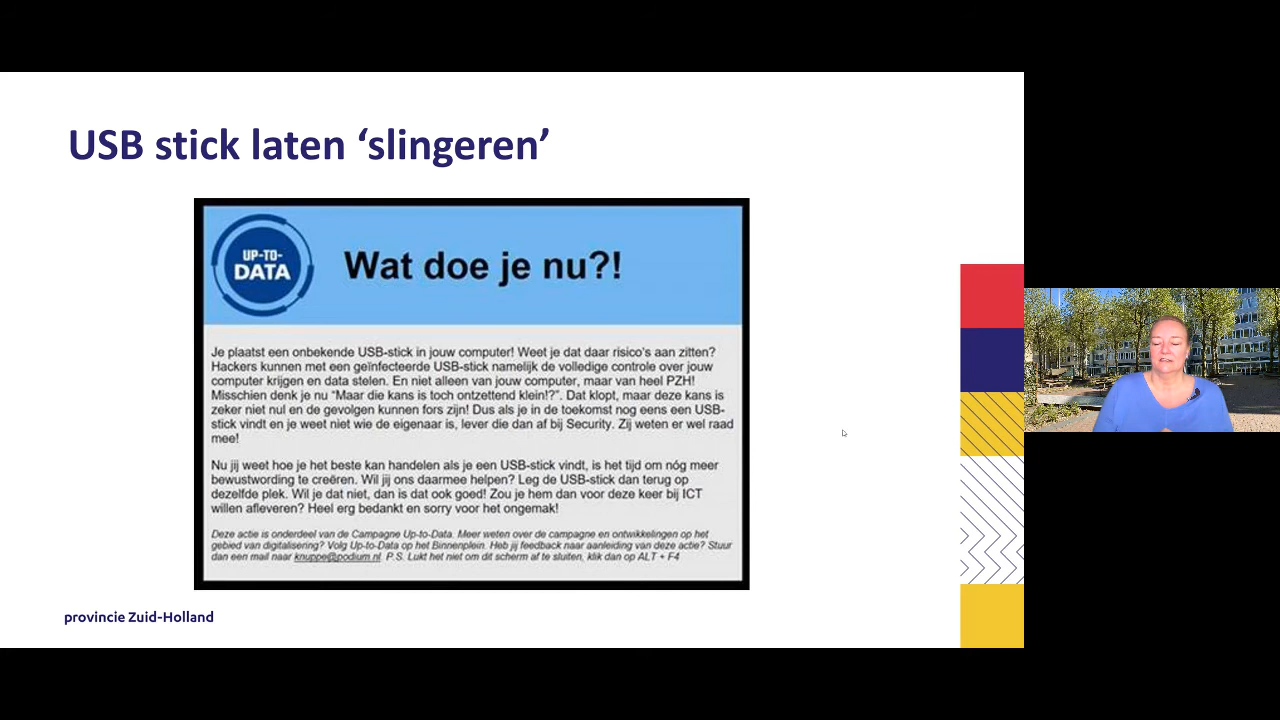 USB stick laten ‘slingeren’
UP-TO-
DATA
Wat doe je nu?!
Je plaatst een onbekende USB-stick in jouw computer! Weet je dat daar risico's aan zitten?
Hackers kunnen met een geïnfecteerde USB-stick namelijk de volledige controle over jouw
computer krijgen en data stelen. En niet alleen van jouw computer, maar van heel PZH!
Misschien denk je nu “Maar die kans is toch ontzettend klein!?”. Dat klopt, maar deze kans is
zeker niet nul en de gevolgen kunnen fors zijn! Dus als je in de toekomst nog eens een USB-
stick vindt en je weet niet wie de eigenaar is, lever die dan af bij Security. Zij weten er wel raad
mee!
Nu jij weet hoe je het beste kan handelen als je een USB-stick vindt, is het tijd om nóg meer
bewustwording te creëren. Wil jij ons daarmee helpen? Leg de USB-stick dan terug op
dezelfde plek. Wil je dat niet, dan is dat ook goed! Zou je hem dan voor deze keer bij ICT
willen afleveren? Heel erg bedankt en sorry voor het ongemak!
Deze actie is onderdeel van de Campagne Up-to-Data. Meer weten over de campagne en ontwikkelingen op het
gebied van digitalisering? Volg Up-to-Data op het Binnenplein. Heb jij feedback naar aanleiding van deze actie? Stuur
dan een mail naar knuppe@podium.nl. P.S. Lukt het niet om dit scherm af te sluiten, klik dan op ALT + F4
provincie Zuid-Holland